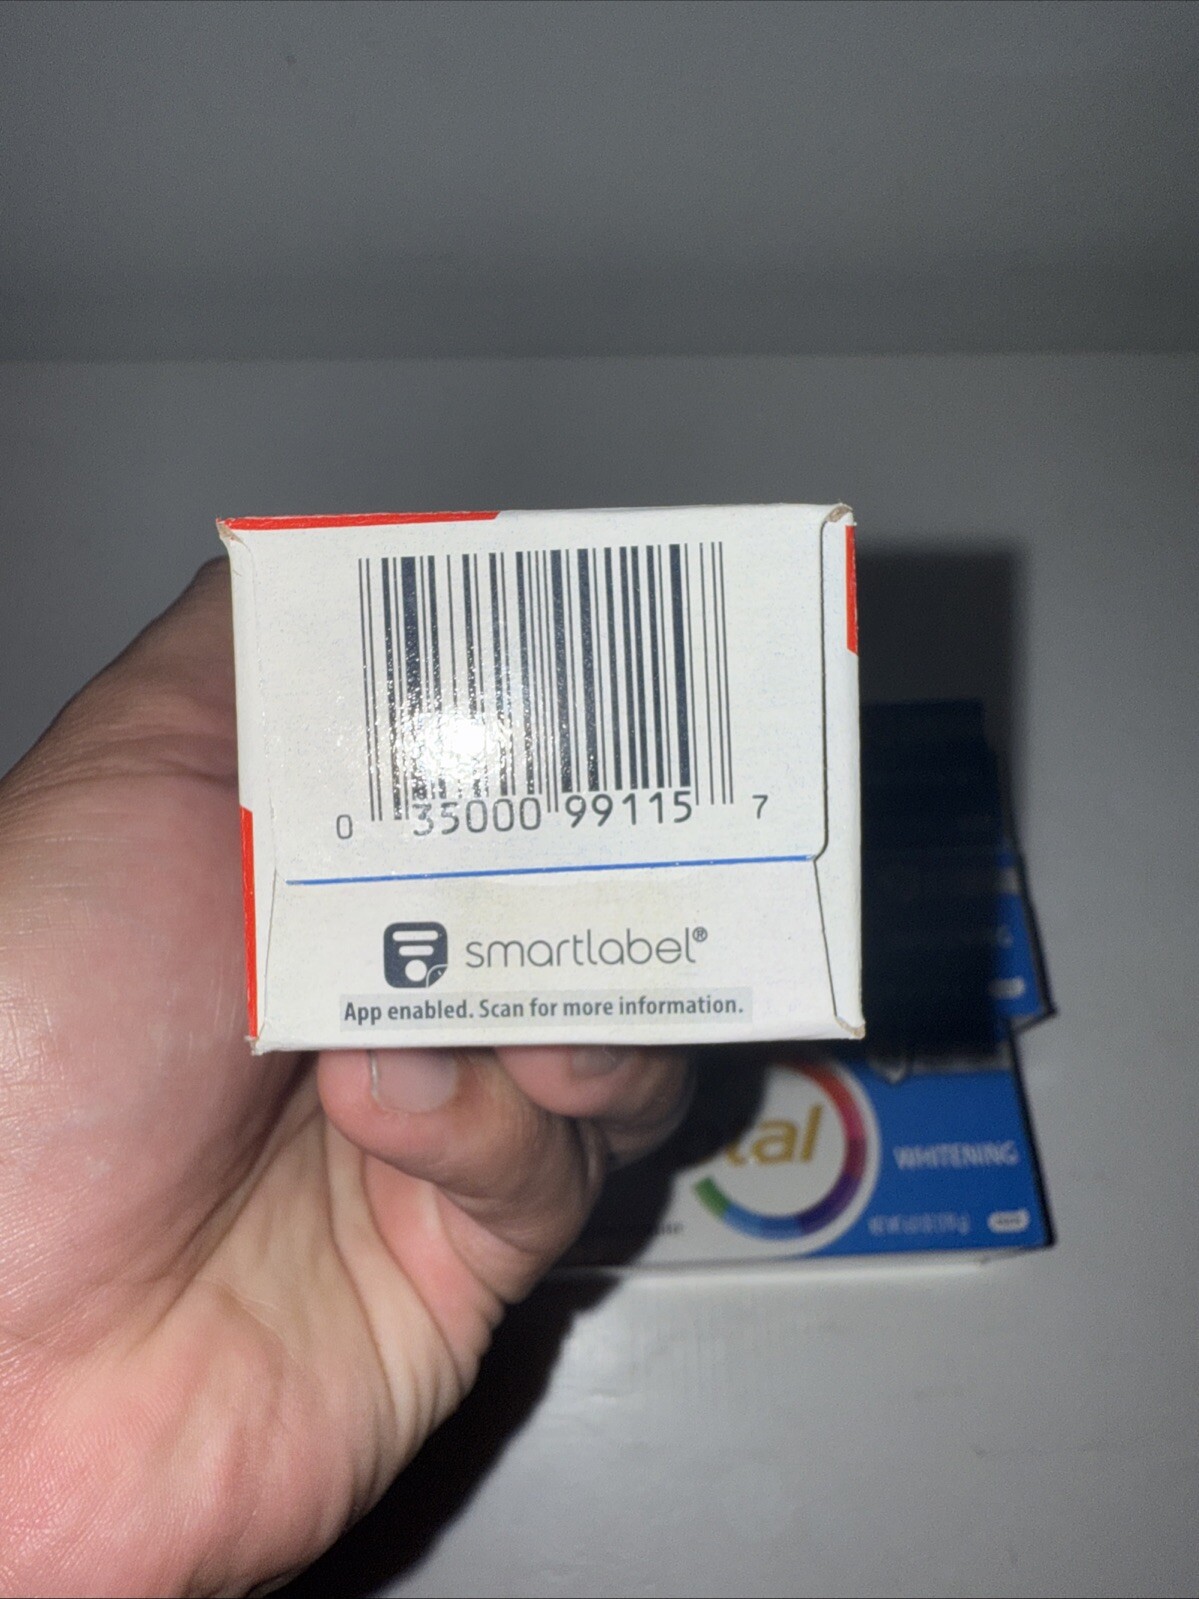 0 35000 99115 7
smartlabel®
App enabled. Scan for more information.
tal
WHITENING